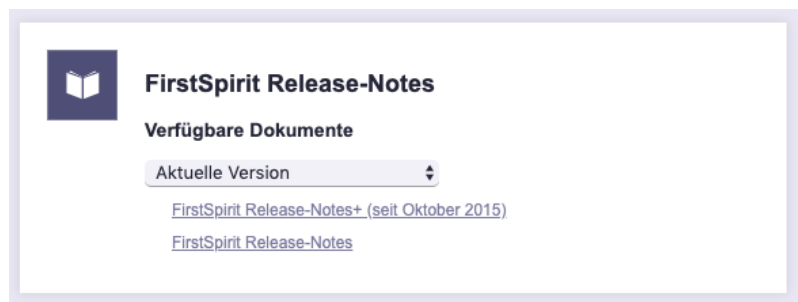 FirstSpirit Release-Notes
Verfügbare Dokumente
Aktuelle Version
FirstSpirit Release-Notes+ (seit Oktober 2015)
FirstSpirit Release-Notes